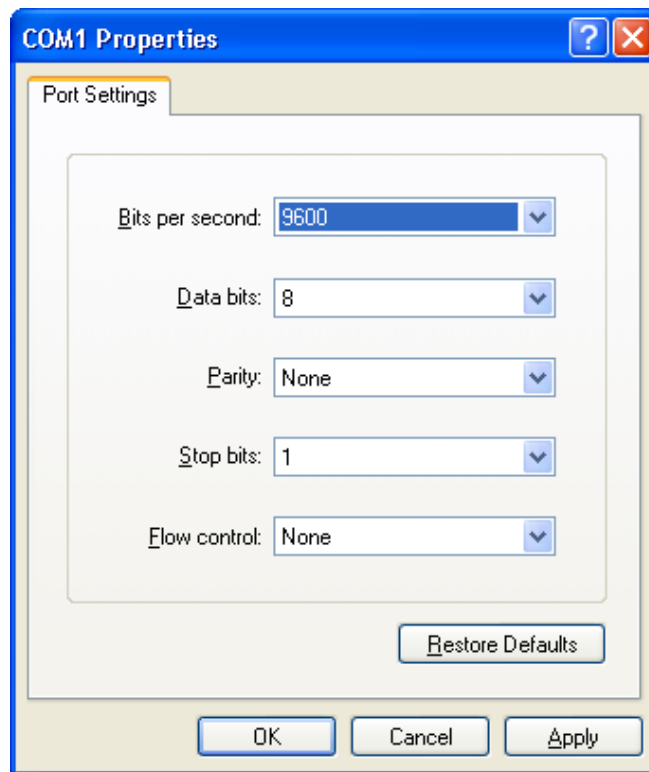 COM1 Properties
Port Settings
Bits per second: 9600
Data bits: 8
Parity: None
Stop bits: 1
Flow control: None
Restore Defaults
OK Cancel Apply